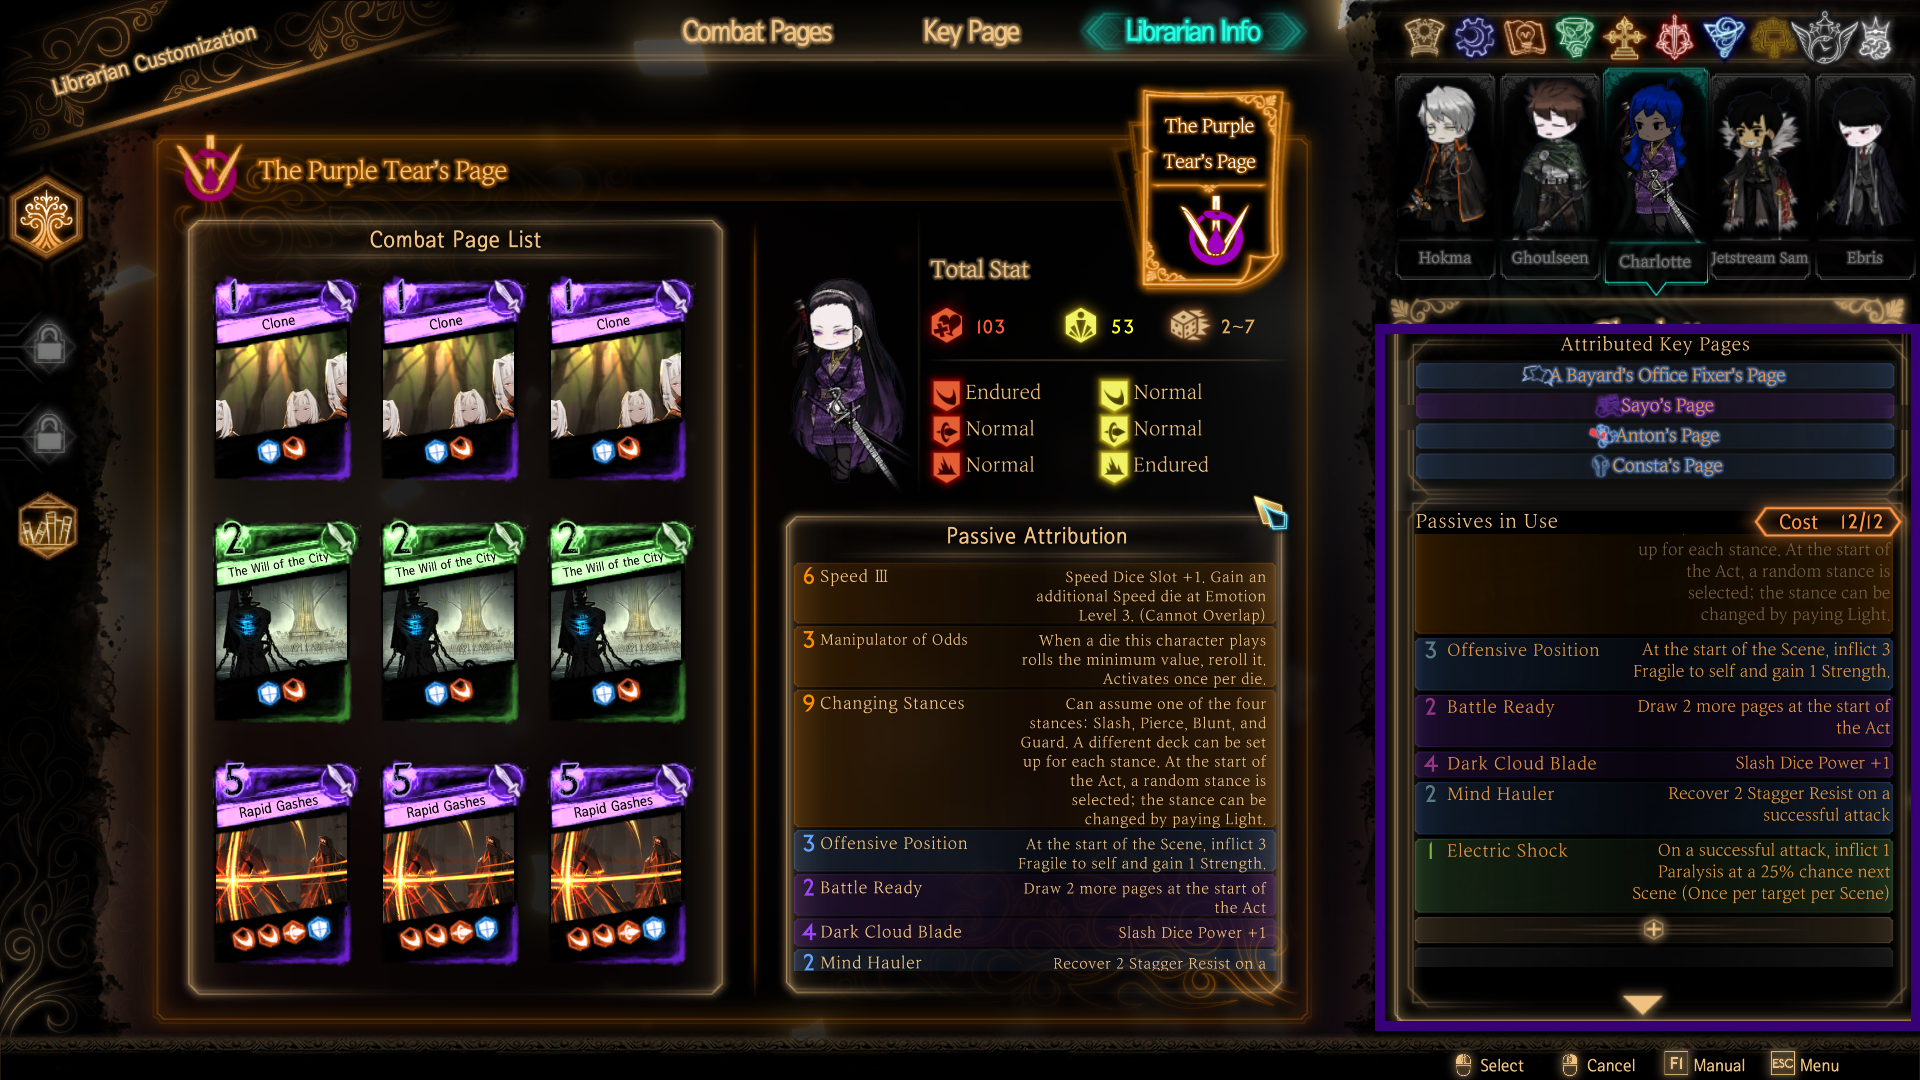 Librarian Customization
Combat Pages
Key Page
Librarian Info
The Purple Tear's Page
The Purple
Tear's Page
Combat Page List
1
Clone
1
Clone
1
Clone
2
The Will of the City
2
The Will of the City
2
The Will of the City
5
Rapid Gashes
5
Rapid Gashes
5
Rapid Gashes
Total Stat
103
53
2~7
Endured
Normal
Normal
Normal
Normal
Endured
Passive Attribution
6 Speed Ⅲ
Speed Dice Slot +1. Gain an
additional Speed die at Emotion
Level 3. (Cannot Overlap)
3 Manipulator of Odds
When a die this character plays
rolls the minimum value, reroll it.
Activates once per die.
9 Changing Stances
Can assume one of the four
stances: Slash, Pierce, Blunt, and
Guard. A different deck can be set
up for each stance. At the start of
the Act, a random stance is
selected; the stance can be
changed by paying Light.
3 Offensive Position
At the start of the Scene, inflict 3
Fragile to self and gain 1 Strength.
2 Battle Ready
Draw 2 more pages at the start of
the Act
4 Dark Cloud Blade
Slash Dice Power +1
2 Mind Hauler
Recover 2 Stagger Resist on a
Hokma
Ghoulseen
Charlotte
Jetstream Sam
Ebris
Attributed Key Pages
A Bayard's Office Fixer's Page
Sayo's Page
Anton's Page
Consta's Page
Passives in Use
Cost 12/12
up for each stance. At the start of
the Act, a random stance is
selected; the stance can be
changed by paying Light.
3 Offensive Position
At the start of the Scene, inflict 3
Fragile to self and gain 1 Strength.
2 Battle Ready
Draw 2 more pages at the start of
the Act
4 Dark Cloud Blade
Slash Dice Power +1
2 Mind Hauler
Recover 2 Stagger Resist on a
successful attack
1 Electric Shock
On a successful attack, inflict 1
Paralysis at a 25% chance next
Scene (Once per target per Scene)
Select
Cancel
F1 Manual
ESC Menu